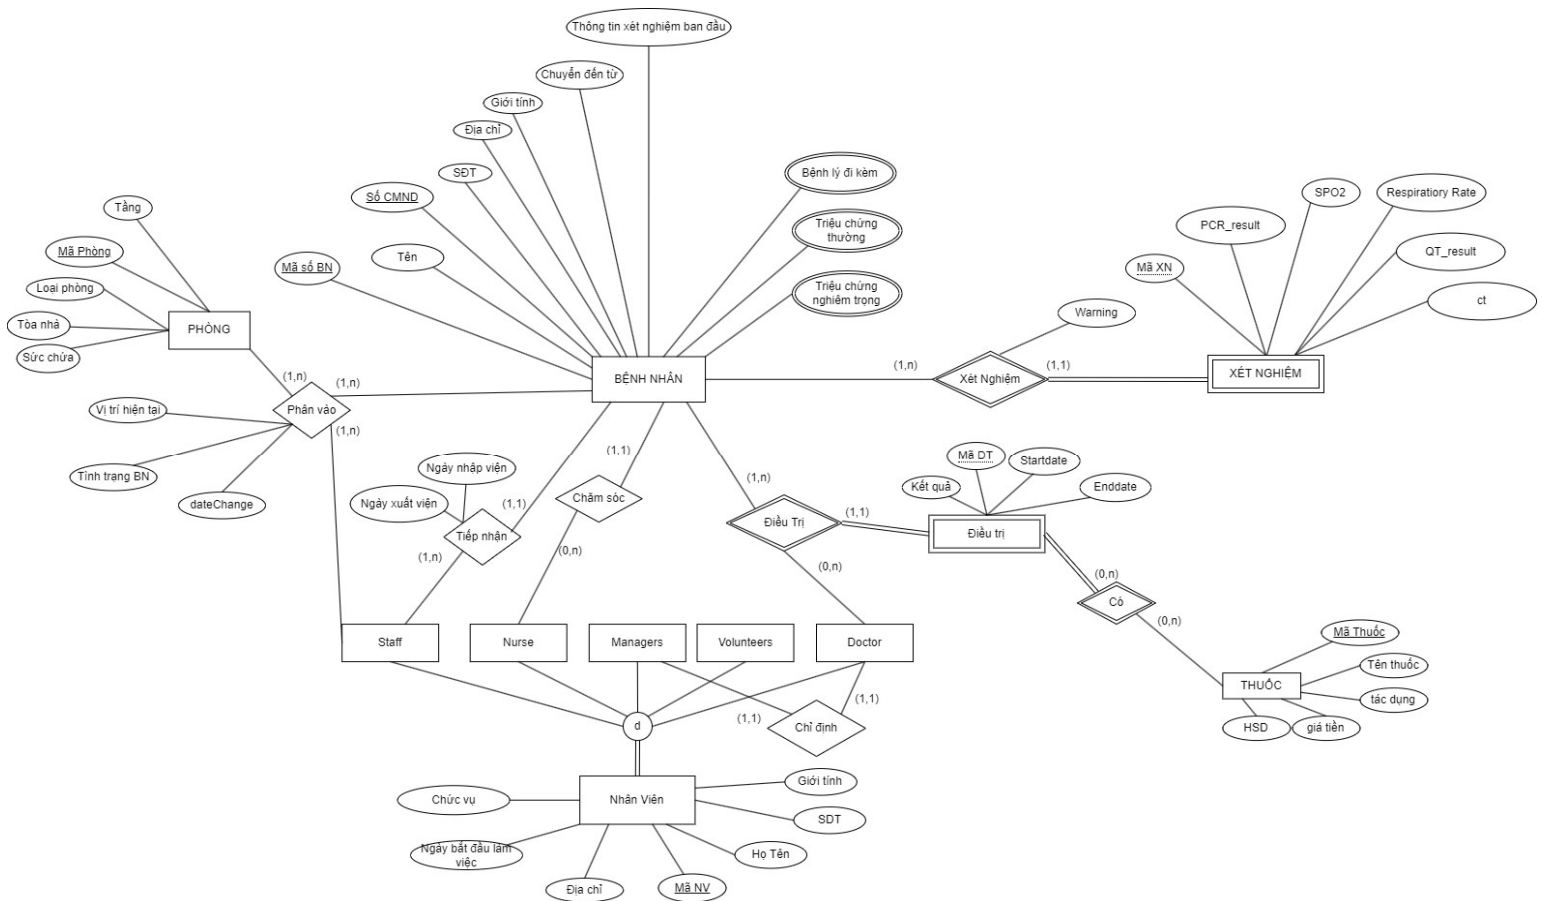 Thông tin xét nghiệm ban đầu
Chuyển đến từ
Giới tính
Địa chỉ
SĐT
Số CMND
Tên
Mã số BN
Bệnh lý đi kèm
Triệu chứng
thường
Triệu chứng
nghiêm trọng
Tầng
Mã Phòng
Loại phòng
Tòa nhà
Sức chứa
PHÒNG
BỆNH NHÂN
SPO2
Respiratiory Rate
PCR_result
QT_result
Mã XN
ct
Warning
XÉT NGHIỆM
(1,n)
Xét Nghiệm
(1,1)
(1,n)
(1,n)
Phân vào
(1,n)
Vị trí hiện tại
Tình trạng BN
dateChange
Ngày nhập viện
Ngày xuất viện
(1,1)
Tiếp nhận
(1,n)
(1,1)
Chăm sóc
(0,n)
(1,n)
Điều Trị
(1,1)
(0,n)
Mã DT
Startdate
Kết quả
Enddate
Điều trị
(0,n)
Có
(0,n)
Mã Thuốc
Tên thuốc
THUỐC
tác dụng
HSD
giá tiền
Staff
Nurse
Managers
Volunteers
Doctor
(1,1)
(1,1)
Chỉ định
d
Nhân Viên
Giới tính
Chức vụ
SDT
Ngày bắt đầu làm
việc
Họ Tên
Địa chỉ
Mã NV